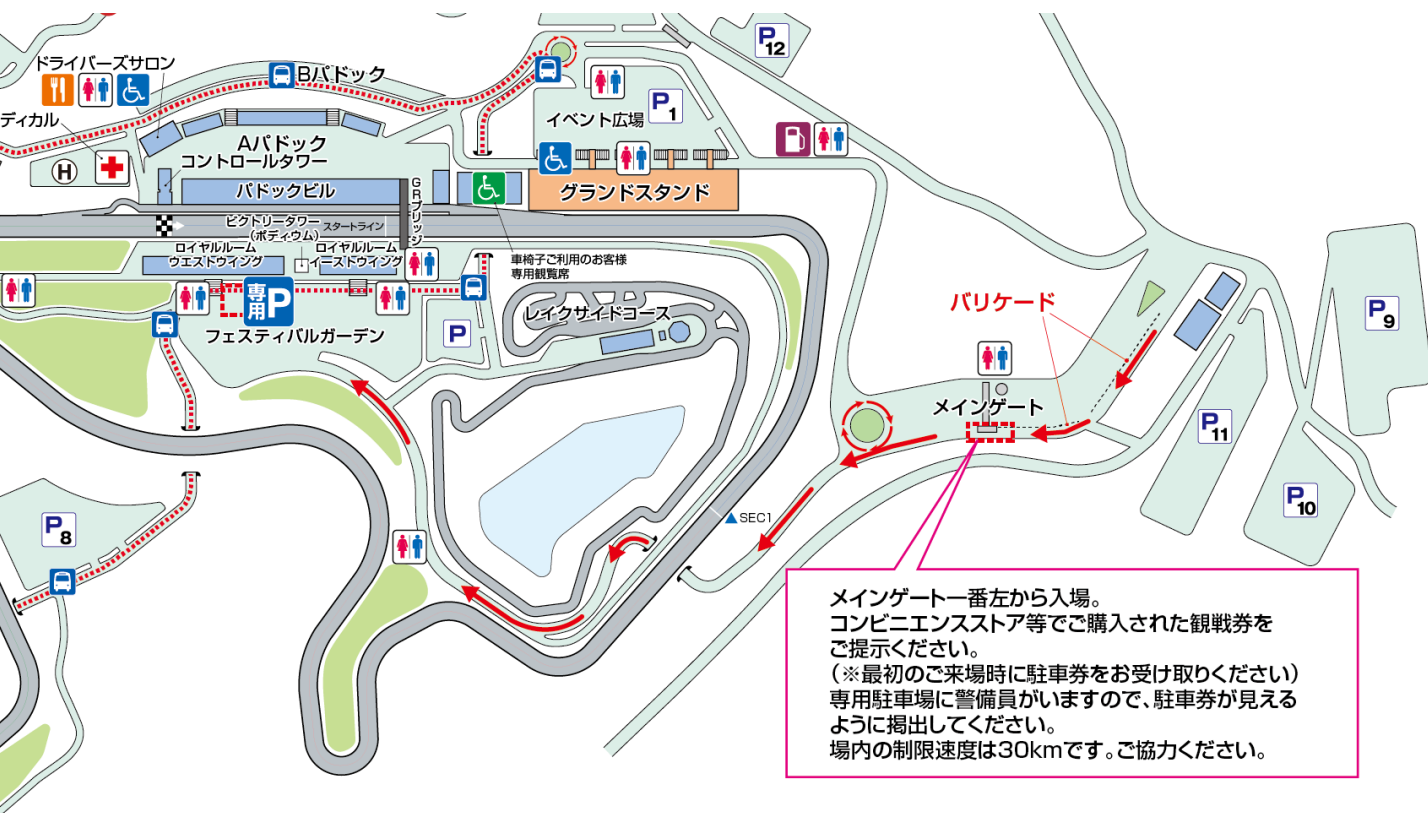 P12
ドライバーズサロン
Bパドック
P1
イベント広場
ディカル
Aパドック
コントロールタワー
H
パドックビル
GRブリッジ
グランドスタンド
ビクトリータワー
(ポディウム)
スタートライン
ロイヤルルーム
ウエストウイング
ロイヤルルーム
イーストウイング
車椅子ご利用のお客様
専用観覧席
専用P
フェスティバルガーデン
P
レイクサイドコース
バリケード
P9
メインゲート
P11
P10
P8
SEC1
メインゲート一番左から入場。
コンビニエンスストア等でご購入された観戦券を
ご提示ください。
(※最初のご来場時に駐車券をお受け取りください)
専用駐車場に警備員がいますので、駐車券が見える
ように掲出してください。
場内の制限速度は30kmです。ご協力ください。